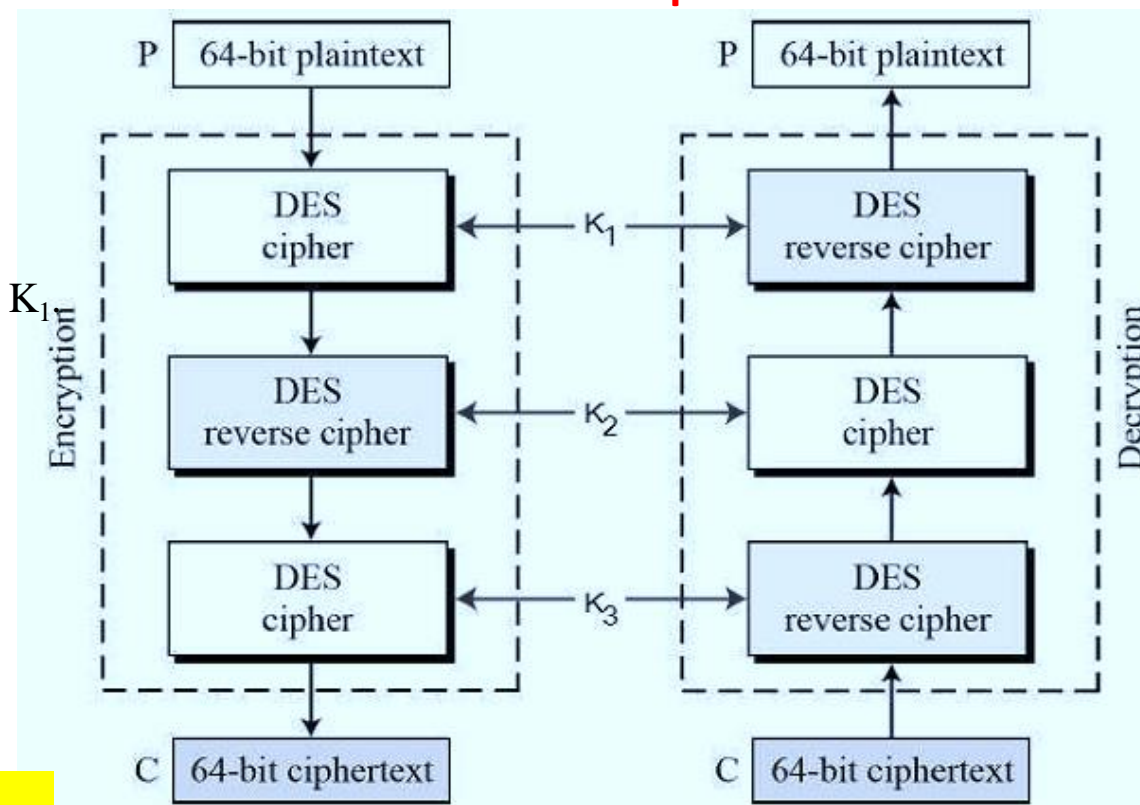 P 64-bit plaintext
DES
cipher
DES
reverse cipher
DES
cipher
C 64-bit ciphertext
Encryption
K₁.
K₁
K₂
K₃
P 64-bit plaintext
DES
reverse cipher
DES
cipher
DES
reverse cipher
C 64-bit ciphertext
Decryption